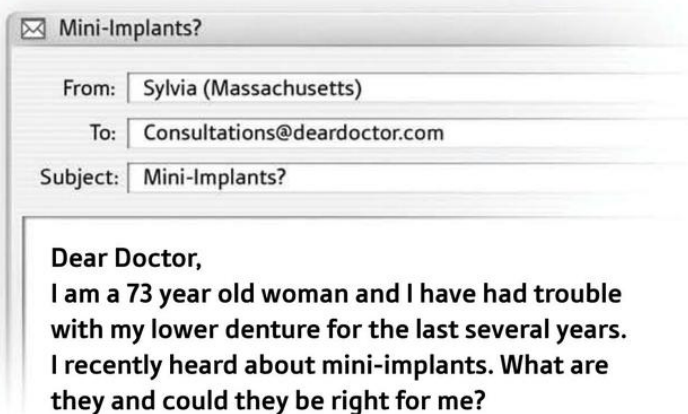 Mini-Implants?
From: Sylvia (Massachusetts)
To: Consultations@deardoctor.com
Subject: Mini-Implants?
Dear Doctor,
I am a 73 year old woman and I have had trouble
with my lower denture for the last several years.
I recently heard about mini-implants. What are
they and could they be right for me?